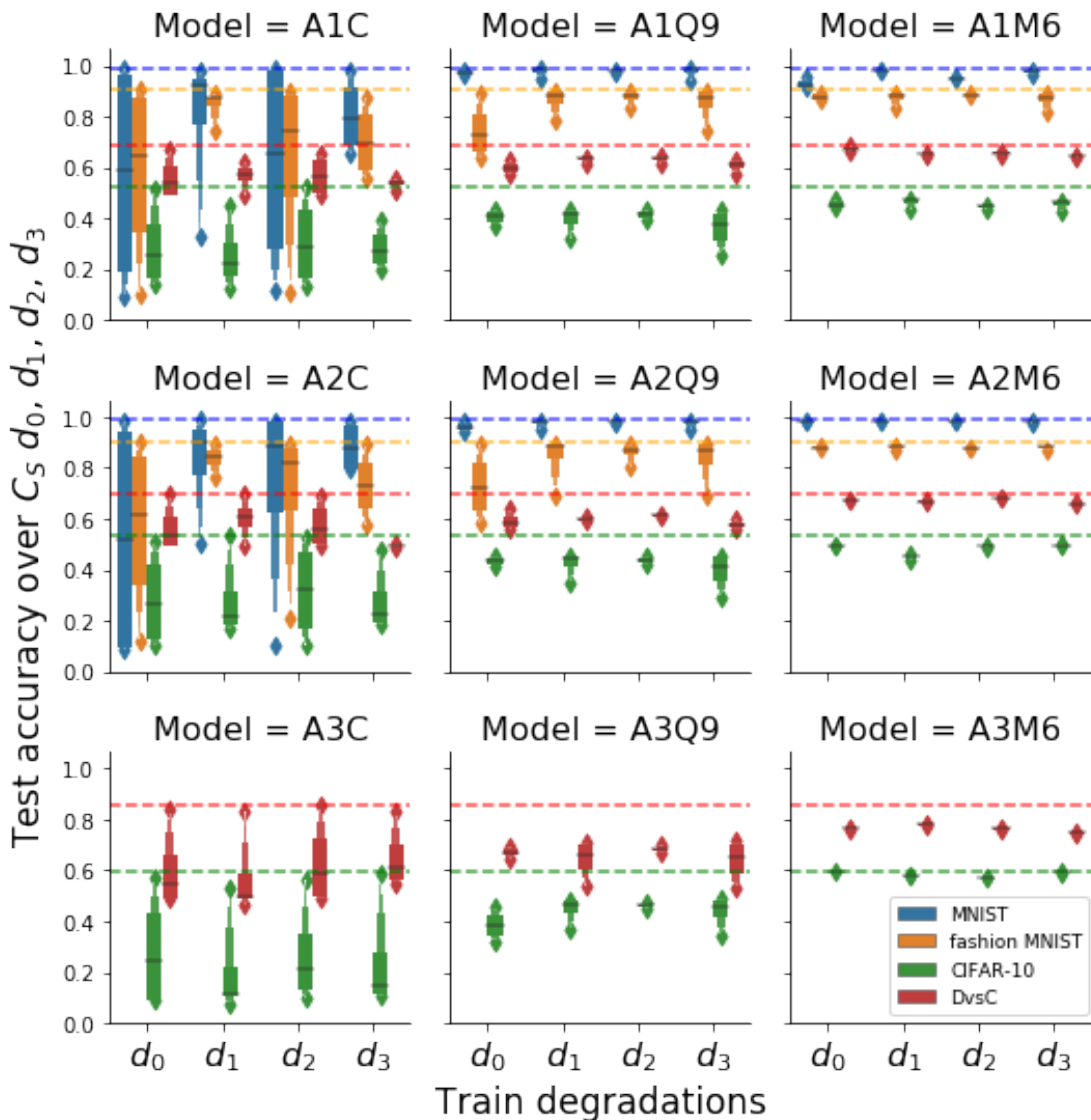 Model = A1C
Model = A1Q9
Model = A1M6
1.0
0.8
0.6
0.4
0.2
0.0
Model = A2C
Model = A2Q9
Model = A2M6
1.0
0.8
0.6
0.4
0.2
0.0
Model = A3C
Model = A3Q9
Model = A3M6
1.0
0.8
0.6
0.4
0.2
0.0
Test accuracy over C_S d_0, d_1, d_2, d_3
MNIST
fashion MNIST
CIFAR-10
DvsC
d_0 d_1 d_2 d_3
d_0 d_1 d_2 d_3
d_0 d_1 d_2 d_3
Train degradations